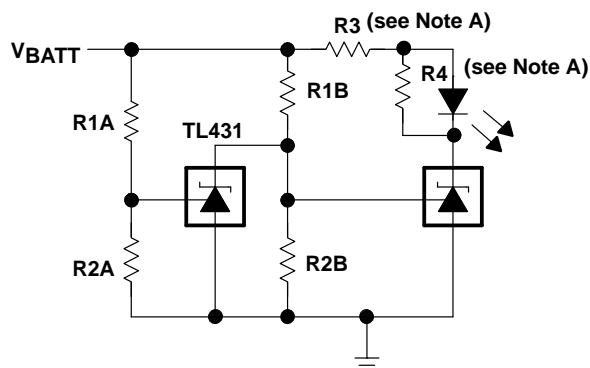 R3 (see Note A)
VBATT
R4 (see Note A)
R1B
R1A
TL431
R2A
R2B